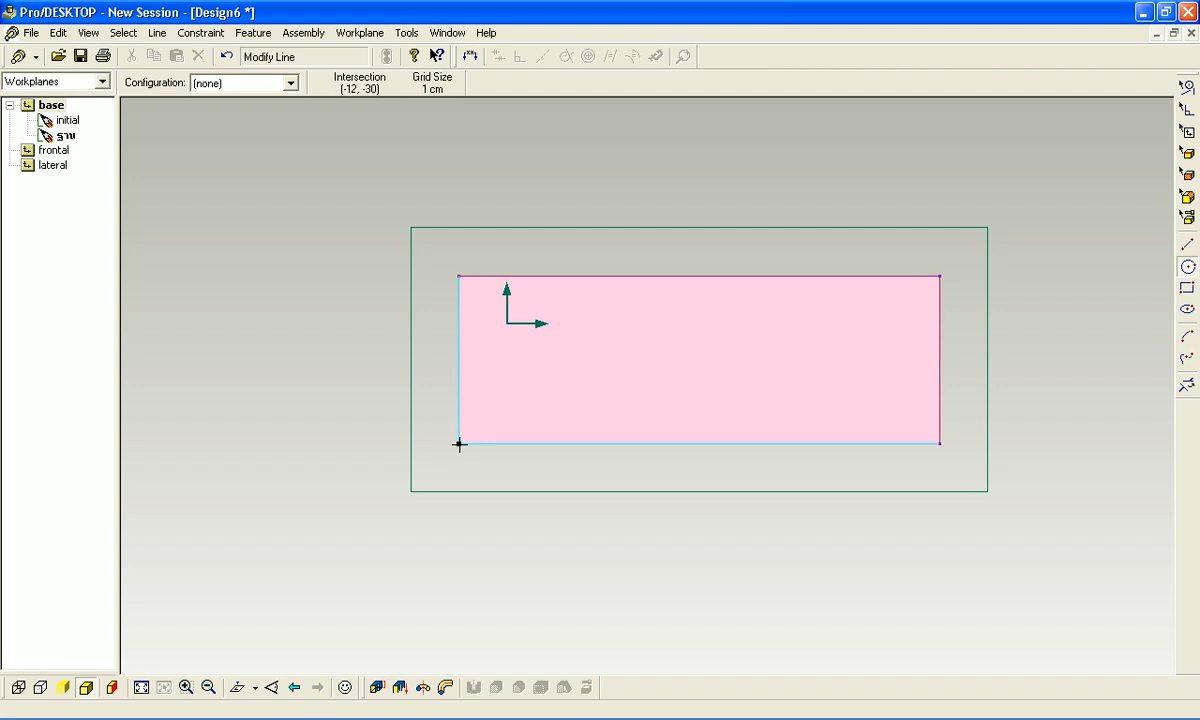 Pro/DESKTOP - New Session - [Design6 *]
File Edit View Select Line Constraint Feature Assembly Workplane Tools Window Help
Modify Line
Workplanes
Configuration: (none)
Intersection
(-12, -30)
Grid Size
1 cm
base
initial
ฐาน
frontal
lateral